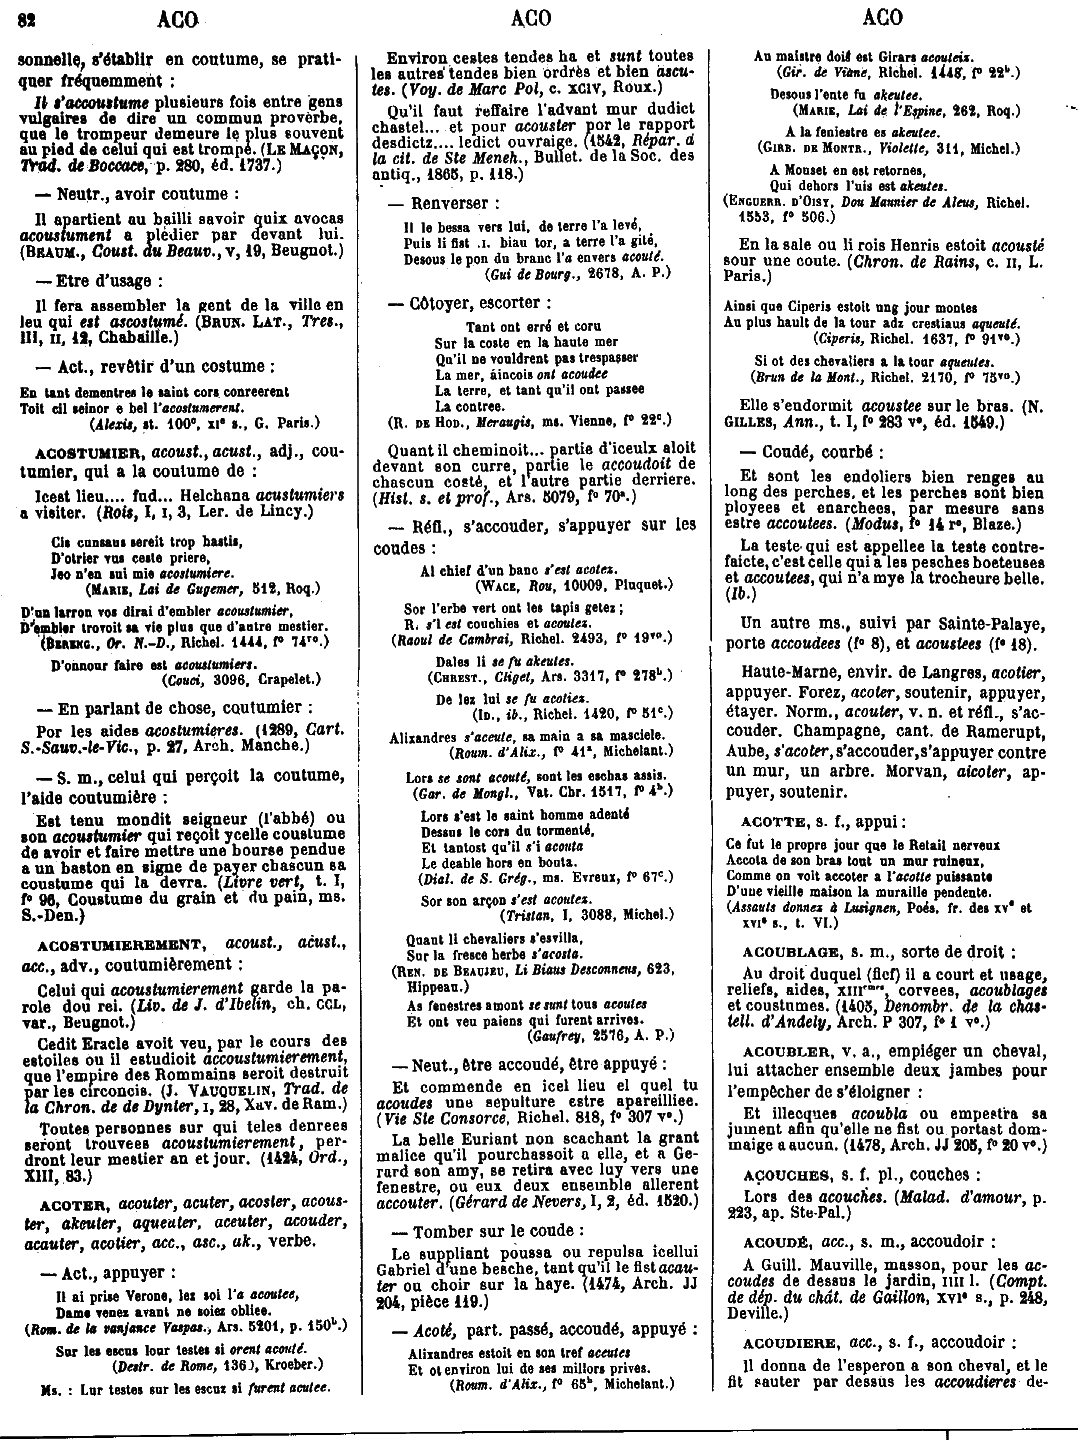 82 ACO ACO ACO
sonnelle, s'établir en coutume, se prati-
quer fréquemment :
Il s'accoustume plusieurs fois entre gens
vulgaires de dire un commun proverbe,
que le trompeur demeure le plus souvent
au pied de celui qui est trompé. (LE MAÇON,
Trad. de Boccace, p. 280, éd. 1737.)
— Neutr., avoir coutume :
Il apartient au bailli savoir quix avocas
acoustument a plédier par devant lui.
(BEAUM., Coust. du Beauv., V, 19, Beugnot.)
— Etre d'usage :
Il fera assembler la gent de la ville en
leu qui est ascostumé. (BRUN. LAT., Tres.,
III, II, 12, Chabaille.)
— Act., revêtir d'un costume :
En tant dementres le saint cors conreerent
Toit cil seinor e bel l'acostumerent.
(Alexis, st. 100e, XIe s., G. Paris.)
ACOSTUMIER, acoust., acust., adj., cou-
tumier, qui a la coutume de :
Icest lieu.... fud... Helchana acustumiers
a visiter. (Rois, I, I, 3, Ler. de Lincy.)
Cis cunsaus sereit trop hastis,
D'otrier vus ceste priere,
Jeo n'en sui mie acostumiere.
(MARIE, Lai de Gugemer, 512, Roq.)
D'un larron vos dirai d'embler acoustumier,
D'embler trovoit sa vie plus que d'autre mestier.
(BERENG., Or. N.-D., Richel. 1444, fo 74vo.)
D'onnour faire est acoustumiers.
(Couci, 3096, Crapelet.)
— En parlant de chose, coutumier :
Por les aides acostumieres. (1289, Cart.
S.-Sauv.-le-Vic., p. 27, Arch. Manche.)
— S. m., celui qui perçoit la coutume,
l'aide coutumière :
Est tenu mondit seigneur (l'abbé) ou
son acoustumier qui reçoit ycelle coustume
de avoir et faire mettre une bourse pendue
a un baston en signe de payer chascun sa
coustume qui la devra. (Livre vert, t. I,
fo 96, Coustume du grain et du pain, ms.
S.-Den.)
ACOSTUMIEREMENT, acoust., acust.,
acc., adv., coutumièrement :
Celui qui acoustumierement garde la pa-
role dou rei. (Liv. de J. d'Ibelin, ch. CCL,
var., Beugnot.)
Cedit Eracle avoit veu, par le cours des
estoiles ou il estudioit accoustumierement,
que l'empire des Rommains seroit destruit
par les circoncis. (J. VAUQUELIN, Trad. de
la Chron. de de Dynter, I, 28, Xav. de Ram.)
Toutes personnes sur qui teles denrees
seront trouvees acoustumierement, per-
dront leur mestier an et jour. (1424, Ord.,
XIII, 83.)
ACOTER, acouter, acuter, acoster, acous-
ter, akeuter, aqueuter, aceuter, acouder,
acauter, acotier, acc., asc., ak., verbe.
— Act., appuyer :
Il ai prise Verone, lez soi l'a acoutee,
Dame venez avant ne soiez obliee.
(Rom. de la vanjance Vaspas., Ars. 5201, p. 150b.)
Sur les escus lour testes si orent acouté.
(Destr. de Rome, 1363, Kroeber.)
Ms. : Lur testes sur les escuz si furent acutee.
Environ cestes tendes ha et sunt toutes
les autres tendes bien ordrés et bien ascu-
tes. (Voy. de Marc Pol, c. XCIV, Roux.)
Qu'il faut reffaire l'advant mur dudict
chastel... et pour acouster por le rapport
desdictz.... ledict ouvraige. (1542, Répar. à
la cit. de Ste Meneh., Bullet. de la Soc. des
antiq., 1865, p. 118.)
— Renverser :
Il le bessa vers lui, de terre l'a levé,
Puis li fist .I. biau tor, a terre l'a gité,
Desous le pon du branc l'a envers acouté.
(Gui de Bourg., 2678, A. P.)
— Côtoyer, escorter :
Tant ont erré et coru
Sur la coste en la haute mer
Qu'il ne vouldrent pas trespasser
La mer, aincois ont acoudee
La terre, et tant qu'il ont passee
La contree.
(R. DE HOD., Meraugis, ms. Vienne, fo 22c.)
Quant il cheminoit... partie d'iceulx aloit
devant son curre, partie le accoudoit de
chascun costé, et l'autre partie derriere.
(Hist. s. et prof., Ars. 5079, fo 70a.)
— Réfl., s'accouder, s'appuyer sur les
coudes :
Al chief d'un banc s'est acotez.
(WACE, Rou, 10009, Pluquet.)
Sor l'erbe vert ont les tapis getez ;
R. s'i est couchies et acoutez.
(Raoul de Cambrai, Richel. 2493, fo 19vo.)
Dales li se fu akeutes.
(CHREST., Cliget, Ars. 3317, fo 278b.)
De lez lui se fu acotiez.
(ID., ib., Richel. 1420, fo 51c.)
Alixandres s'aceute, sa main a sa masciele.
(Roum. d'Alix., fo 41a, Michelant.)
Lors se sont acouté, sont les eschas assis.
(Gar. de Mongl., Vat. Chr. 1517, fo 4b.)
Lors s'est le saint homme adenté
Dessus le cors du tormenté,
Et tantost qu'il s'i acouta
Le deable hors en bouta.
(Dial. de S. Grég., ms. Evreux, fo 67c.)
Sor son arçon s'est acoutez.
(Tristan, I, 3088, Michel.)
Quant li chevaliers s'esvilla,
Sur la fresce herbe s'acosta.
(REN. DE BEAUJEU, Li Biaus Desconneus, 623,
Hippeau.)
As fenestres amont se sunt tous acoutes
Et ont veu paiens qui furent arrives.
(Gaufrey, 2576, A. P.)
— Neut., être accoudé, être appuyé :
Et commende en icel lieu el quel tu
acoudes une sepulture estre apareilliee.
(Vie Ste Consorce, Richel. 818, fo 307 vo.)
La belle Euriant non scachant la grant
malice qu'il pourchassoit a elle, et a Ge-
rard son amy, se retira avec luy vers une
fenestre, ou eux deux ensemble allerent
accouter. (Gérard de Nevers, I, 2, éd. 1520.)
— Tomber sur le coude :
Le suppliant poussa ou repulsa icellui
Gabriel d'une besche, tant qu'il le fist acau-
ter ou choir sur la haye. (1474, Arch. JJ
204, pièce 119.)
— Acoté, part. passé, accoudé, appuyé :
Alixandres estoit en son tref aceutes
Et ot environ lui de ses millors prives.
(Roum. d'Alix., fo 65b, Michelant.)
Au maistre doit est Girars acouteiz.
(Gir. de Viane, Richel. 1448, fo 22b.)
Desous l'ente fu akeutee.
(MARIE, Lai de l'Espine, 262, Roq.)
A la feniestre es akeutee.
(GIRB. DE MONTR., Violette, 311, Michel.)
A Monset en est retornes,
Qui dehors l'uis est akeutes.
(ENGUERR. D'OISY, Dou Maunier de Aleus, Richel.
1553, fo 506.)
En la sale ou li rois Henris estoit acousté
sour une coute. (Chron. de Rains, c. II, L.
Paris.)
Ainsi que Ciperis estoit ung jour montes
Au plus hault de la tour adz crestiaus aqueuté.
(Ciperis, Richel. 1637, fo 91vo.)
Si ot des chevaliers a la tour aqueutes.
(Brun de la Mont., Richel. 2170, fo 75vo.)
Elle s'endormit acoustee sur le bras. (N.
GILLES, Ann., t. I, fo 283 vo, éd. 1549.)
— Coudé, courbé :
Et sont les endoliers bien renges au
long des perches, et les perches sont bien
ployees et enarchees, par mesure sans
estre accoutees. (Modus, fo 14 ro, Blaze.)
La teste qui est appellee la teste contre-
faicte, c'est celle qui a les pesches boeteuses
et accoutees, qui n'a mye la trocheure belle.
(Ib.)
Un autre ms., suivi par Sainte-Palaye,
porte accoudees (fo 8), et acoustees (fo 18).
Haute-Marne, envir. de Langres, acotier,
appuyer. Forez, acoter, soutenir, appuyer,
étayer. Norm., acouter, v. n. et réfl., s'ac-
couder. Champagne, cant. de Ramerupt,
Aube, s'acoter, s'accouder, s'appuyer contre
un mur, un arbre. Morvan, aicoter, ap-
puyer, soutenir.
ACOTTE, s. f., appui :
Ce fut le propre jour que le Retail nerveux
Accota de son bras tout un mur ruineux,
Comme on voit accoter a l'acotte puissante
D'une vieille maison la muraille pendente.
(Assauts donnez à Lusignen, Poés. fr. des XVe et
XVIe s., t. VI.)
ACOUBLAGE, s. m., sorte de droit :
Au droit duquel (fief) il a court et usage,
reliefs, aides, XIIImes, corvees, acoublages
et coustumes. (1405, Denombr. de la chas-
tell. d'Andely, Arch. P 307, fo 1 vo.)
ACOUBLER, v. a., empiéger un cheval,
lui attacher ensemble deux jambes pour
l'empêcher de s'éloigner :
Et illecques acoubla ou empestra sa
jument afin qu'elle ne fist ou portast dom-
maige a aucun. (1478, Arch. JJ 205, fo 20 vo.)
AÇOUCHES, s. f. pl., couches :
Lors des acouches. (Malad. d'amour, p.
223, ap. Ste-Pal.)
ACOUDÉ, acc., s. m., accoudoir :
A Guill. Mauville, masson, pour les ac-
coudes de dessus le jardin, IIII l. (Compt.
de dép. du chât. de Gaillon, XVIe s., p. 248,
Deville.)
ACOUDIERE, acc., s. f., accoudoir :
Il donna de l'esperon a son cheval, et le
fit sauter par dessus les accoudieres de-